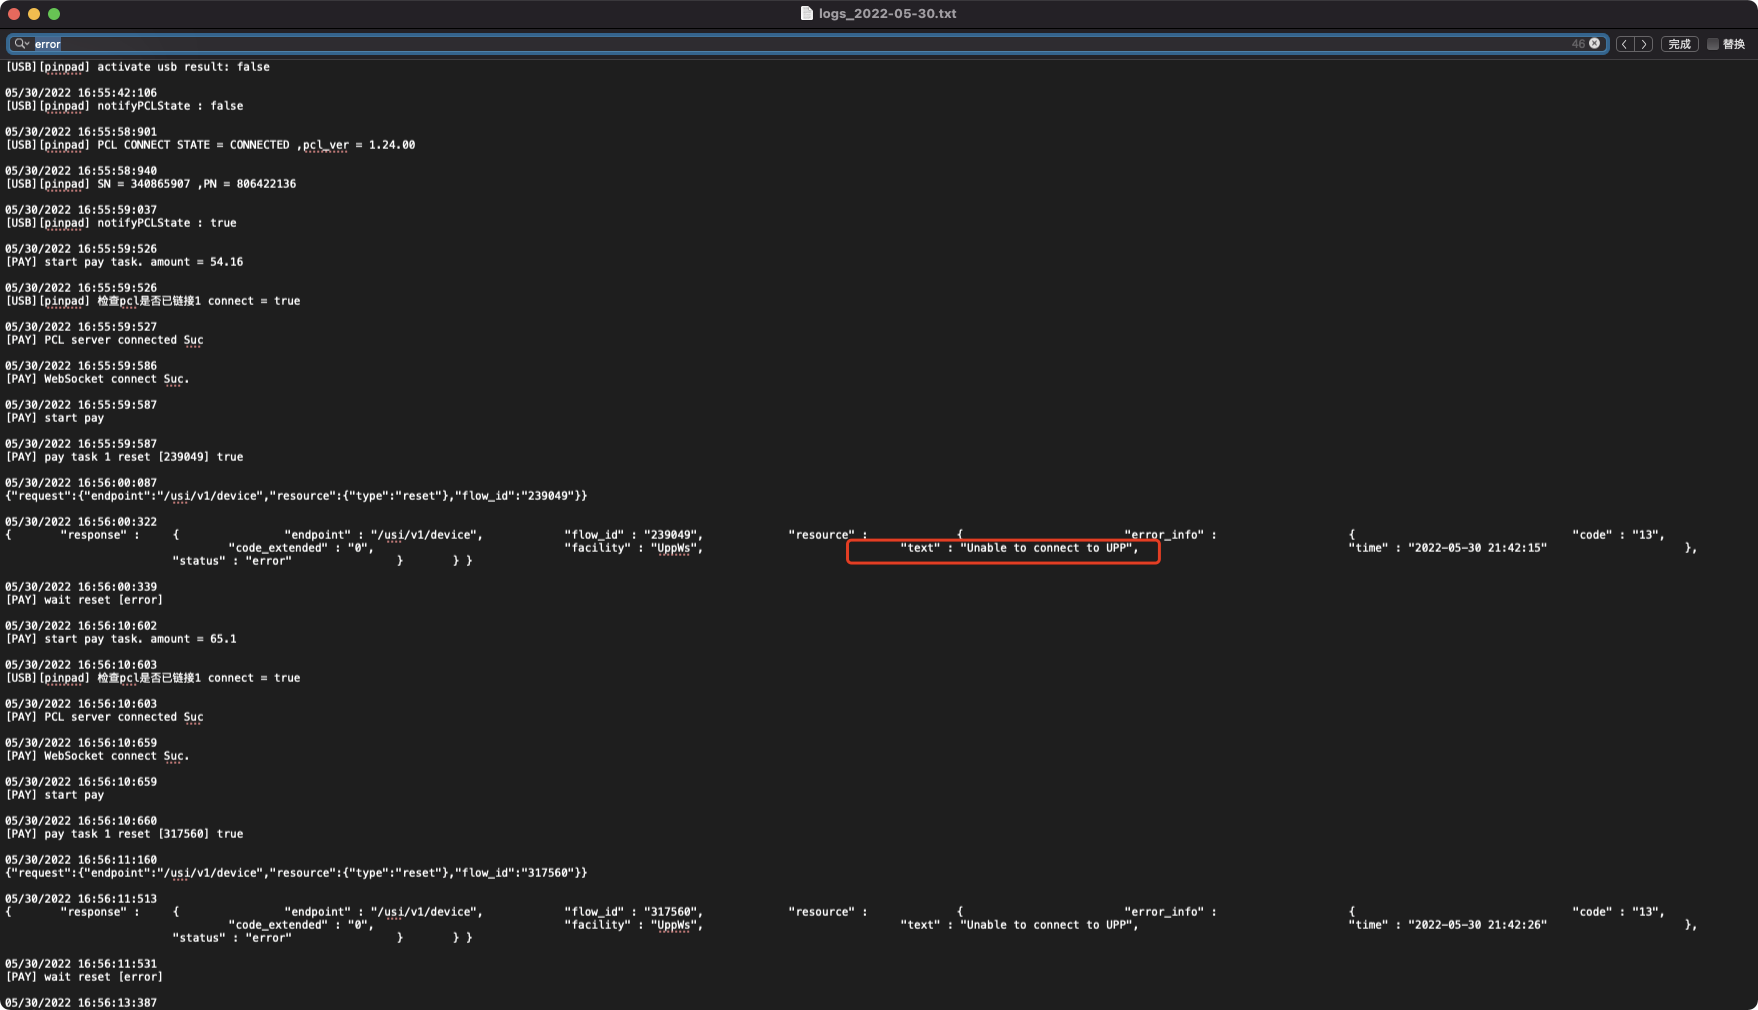 logs_2022-05-30.txt
error 46 完成 替换
[USB][pinpad] activate usb result: false
05/30/2022 16:55:42:106
[USB][pinpad] notifyPCLState : false
05/30/2022 16:55:58:901
[USB][pinpad] PCL CONNECT STATE = CONNECTED ,pcl_ver = 1.24.00
05/30/2022 16:55:58:940
[USB][pinpad] SN = 340865907 ,PN = 806422136
05/30/2022 16:55:59:037
[USB][pinpad] notifyPCLState : true
05/30/2022 16:55:59:526
[PAY] start pay task. amount = 54.16
05/30/2022 16:55:59:526
[USB][pinpad] 检查pcl是否已链接1 connect = true
05/30/2022 16:55:59:527
[PAY] PCL server connected Suc
05/30/2022 16:55:59:586
[PAY] WebSocket connect Suc.
05/30/2022 16:55:59:587
[PAY] start pay
05/30/2022 16:55:59:587
[PAY] pay task 1 reset [239049] true
05/30/2022 16:56:00:087
{"request":{"endpoint":"/usi/v1/device","resource":{"type":"reset"},"flow_id":"239049"}}
05/30/2022 16:56:00:322
{ "response" : { "endpoint" : "/usi/v1/device", "flow_id" : "239049", "resource" : { "error_info" : { "code" : "13",
"code_extended" : "0", "facility" : "UppWs", "text" : "Unable to connect to UPP", "time" : "2022-05-30 21:42:15" },
"status" : "error" } } }
05/30/2022 16:56:00:339
[PAY] wait reset [error]
05/30/2022 16:56:10:602
[PAY] start pay task. amount = 65.1
05/30/2022 16:56:10:603
[USB][pinpad] 检查pcl是否已链接1 connect = true
05/30/2022 16:56:10:603
[PAY] PCL server connected Suc
05/30/2022 16:56:10:659
[PAY] WebSocket connect Suc.
05/30/2022 16:56:10:659
[PAY] start pay
05/30/2022 16:56:10:660
[PAY] pay task 1 reset [317560] true
05/30/2022 16:56:11:160
{"request":{"endpoint":"/usi/v1/device","resource":{"type":"reset"},"flow_id":"317560"}}
05/30/2022 16:56:11:513
{ "response" : { "endpoint" : "/usi/v1/device", "flow_id" : "317560", "resource" : { "error_info" : { "code" : "13",
"code_extended" : "0", "facility" : "UppWs", "text" : "Unable to connect to UPP", "time" : "2022-05-30 21:42:26" },
"status" : "error" } } }
05/30/2022 16:56:11:531
[PAY] wait reset [error]
05/30/2022 16:56:13:387